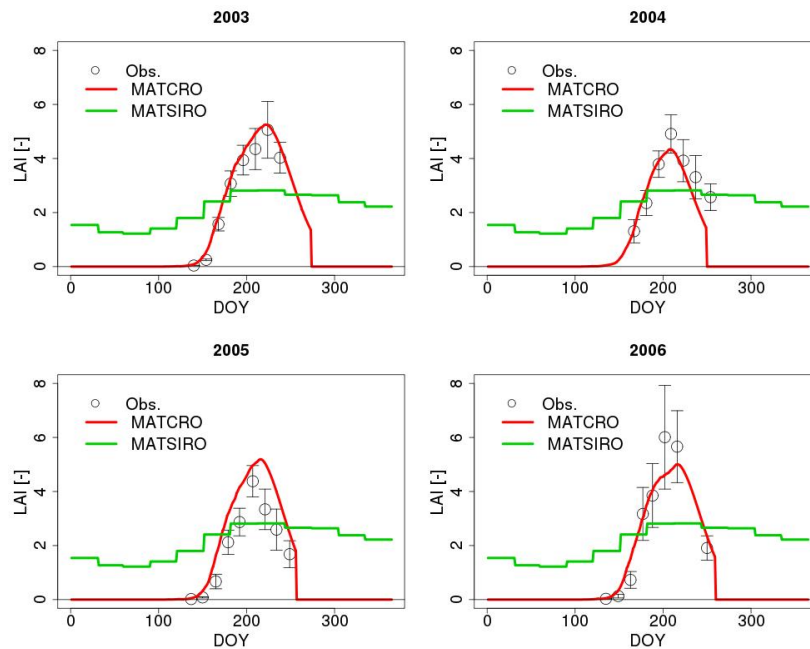 2003
8
6
4
2
0
LAI [-]
Obs.
MATCRO
MATSIRO
0 100 200 300
DOY
2004
8
6
4
2
0
LAI [-]
Obs.
MATCRO
MATSIRO
0 100 200 300
DOY
2005
8
6
4
2
0
LAI [-]
Obs.
MATCRO
MATSIRO
0 100 200 300
DOY
2006
8
6
4
2
0
LAI [-]
Obs.
MATCRO
MATSIRO
0 100 200 300
DOY